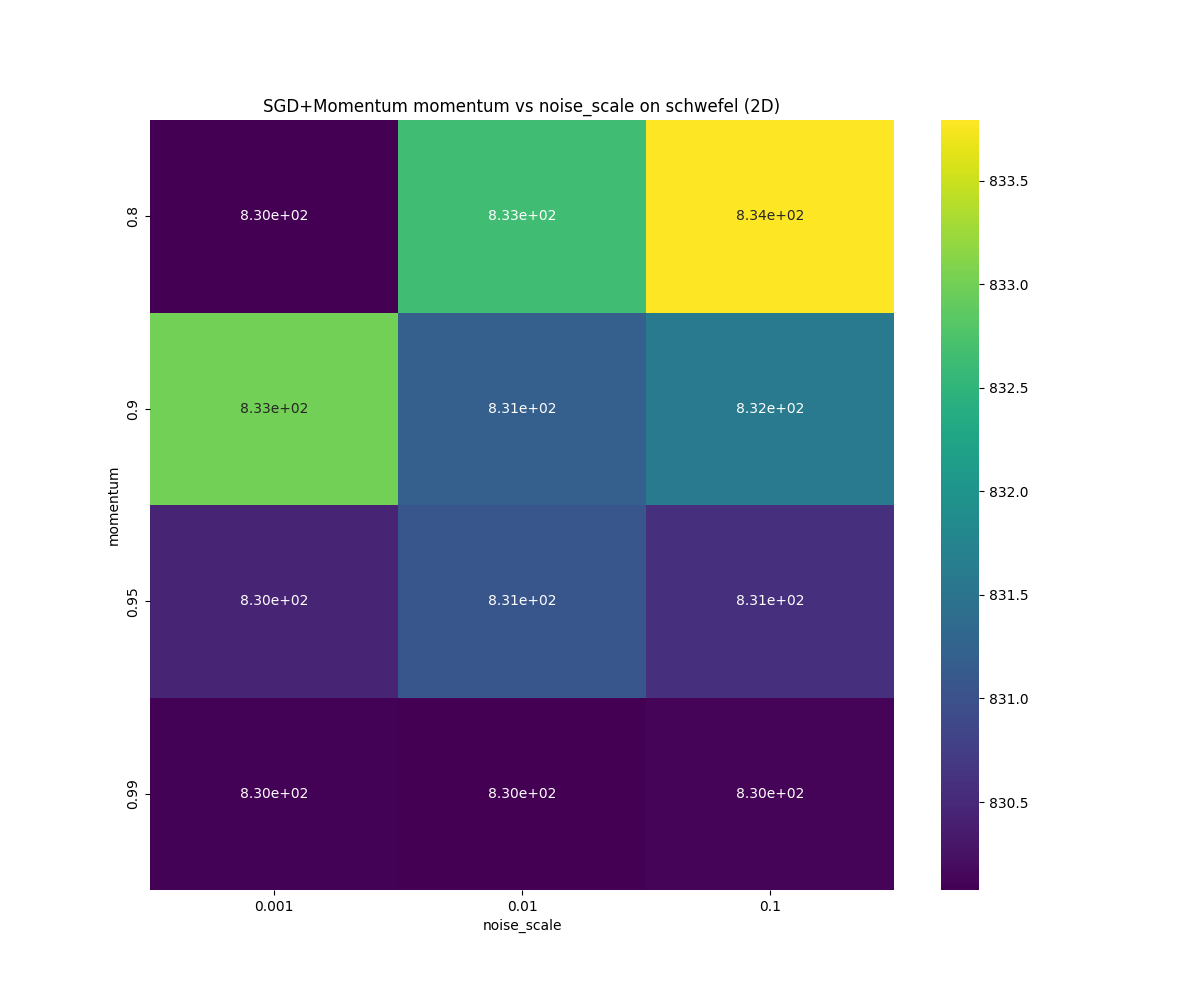 SGD+Momentum momentum vs noise_scale on schwefel (2D)
momentum
0.8
8.30e+02
8.33e+02
8.34e+02
0.9
8.33e+02
8.31e+02
8.32e+02
0.95
8.30e+02
8.31e+02
8.31e+02
0.99
8.30e+02
8.30e+02
8.30e+02
0.001
0.01
0.1
noise_scale
833.5
833.0
832.5
832.0
831.5
831.0
830.5